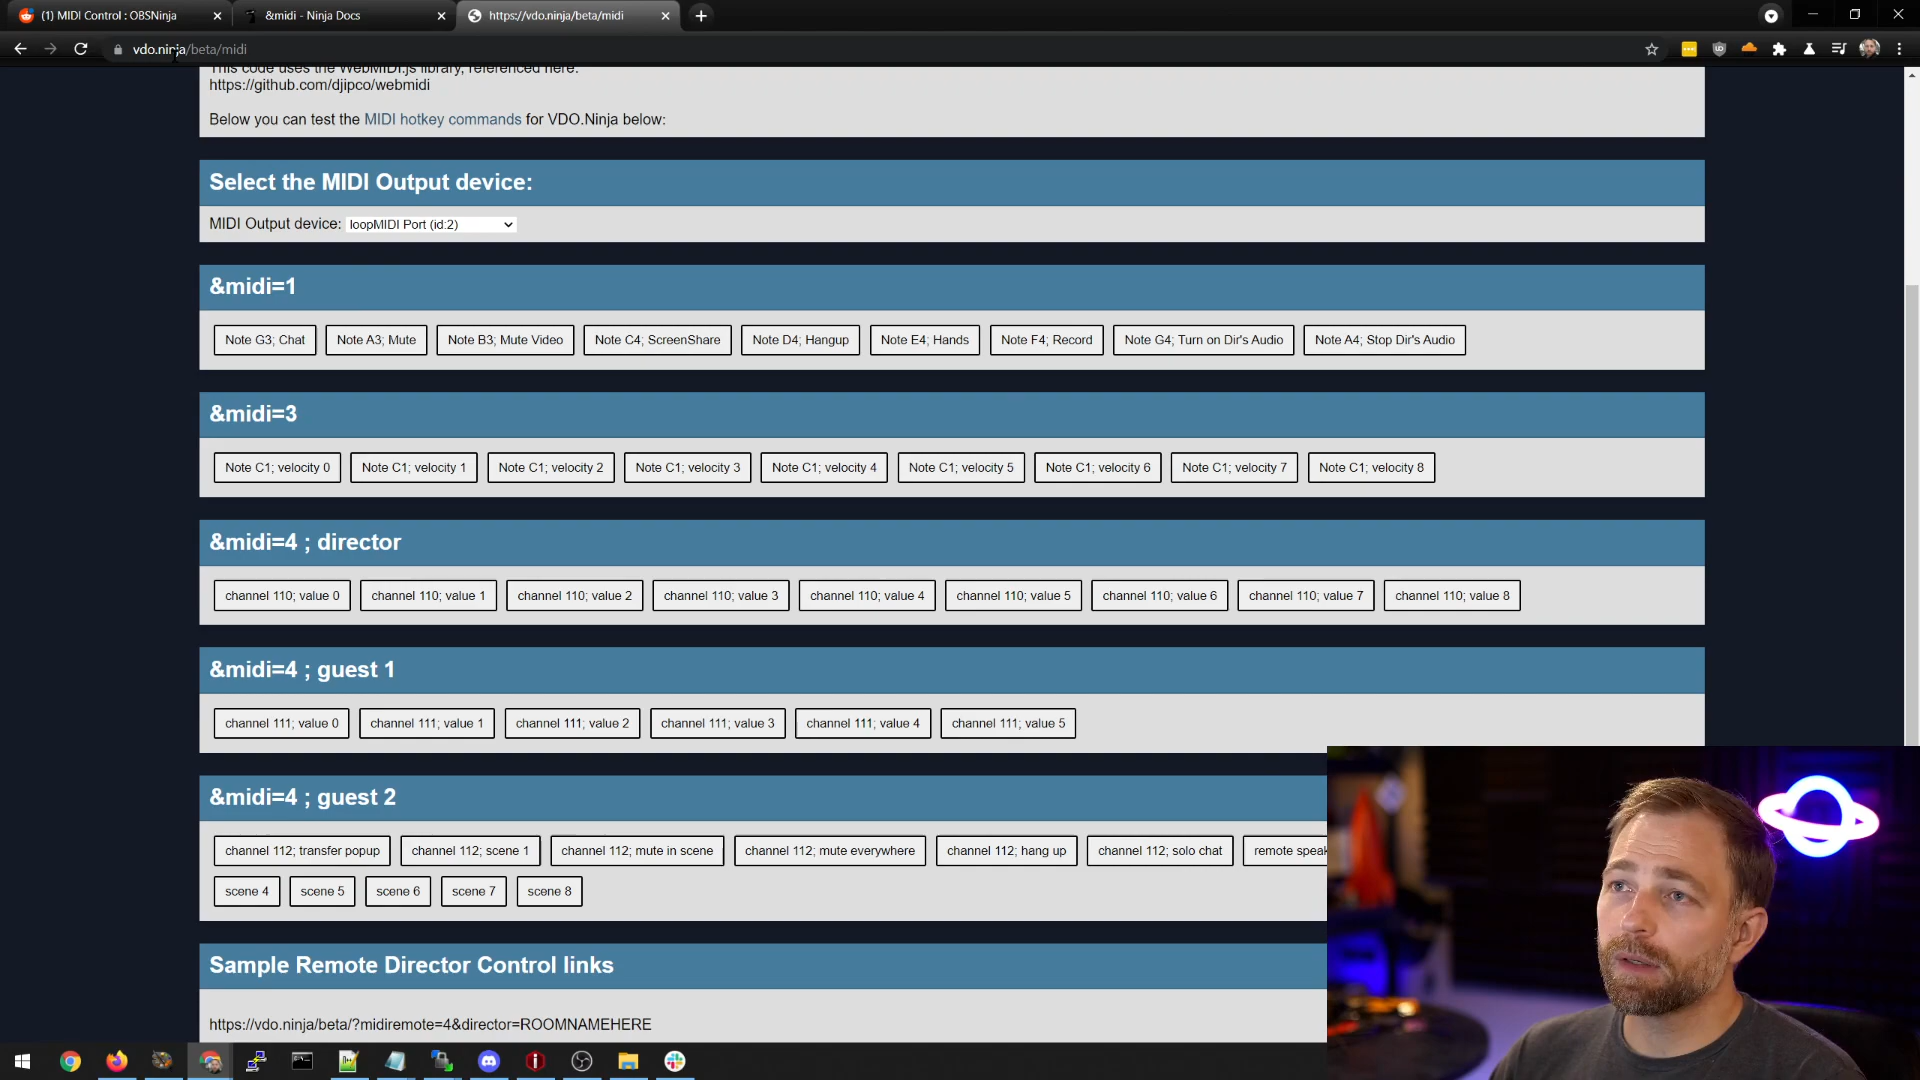 (1) MIDI Control : OBSNinja
&midi - Ninja Docs
https://vdo.ninja/beta/midi
vdo.ninja/beta/midi
This code uses the WebMIDI.js library, referenced here:
https://github.com/djipco/webmidi
Below you can test the MIDI hotkey commands for VDO.Ninja below:
Select the MIDI Output device:
MIDI Output device: loopMIDI Port (id:2)
&midi=1
Note G3; Chat Note A3; Mute Note B3; Mute Video Note C4; ScreenShare Note D4; Hangup Note E4; Hands Note F4; Record Note G4; Turn on Dir's Audio Note A4; Stop Dir's Audio
&midi=3
Note C1; velocity 0 Note C1; velocity 1 Note C1; velocity 2 Note C1; velocity 3 Note C1; velocity 4 Note C1; velocity 5 Note C1; velocity 6 Note C1; velocity 7 Note C1; velocity 8
&midi=4 ; director
channel 110; value 0 channel 110; value 1 channel 110; value 2 channel 110; value 3 channel 110; value 4 channel 110; value 5 channel 110; value 6 channel 110; value 7 channel 110; value 8
&midi=4 ; guest 1
channel 111; value 0 channel 111; value 1 channel 111; value 2 channel 111; value 3 channel 111; value 4 channel 111; value 5
&midi=4 ; guest 2
channel 112; transfer popup channel 112; scene 1 channel 112; mute in scene channel 112; mute everywhere channel 112; hang up channel 112; solo chat remote speak
scene 4 scene 5 scene 6 scene 7 scene 8
Sample Remote Director Control links
https://vdo.ninja/beta/?midiremote=4&director=ROOMNAMEHERE